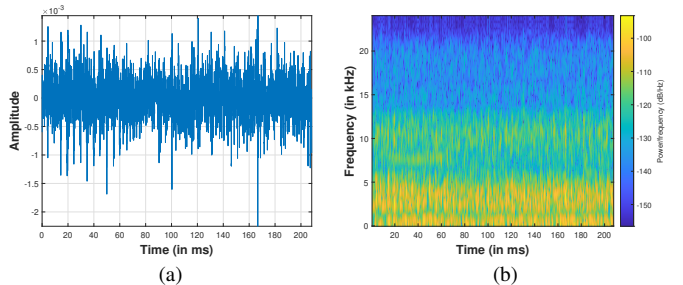 ×10⁻³
1.5
1
0.5
0
-0.5
-1
-1.5
-2
Amplitude
0 20 40 60 80 100 120 140 160 180 200
Time (in ms)
(a)
20
15
10
5
0
Frequency (in kHz)
20 40 60 80 100 120 140 160 180 200
Time (in ms)
(b)
-100
-110
-120
-130
-140
-150
Power/frequency (dB/Hz)